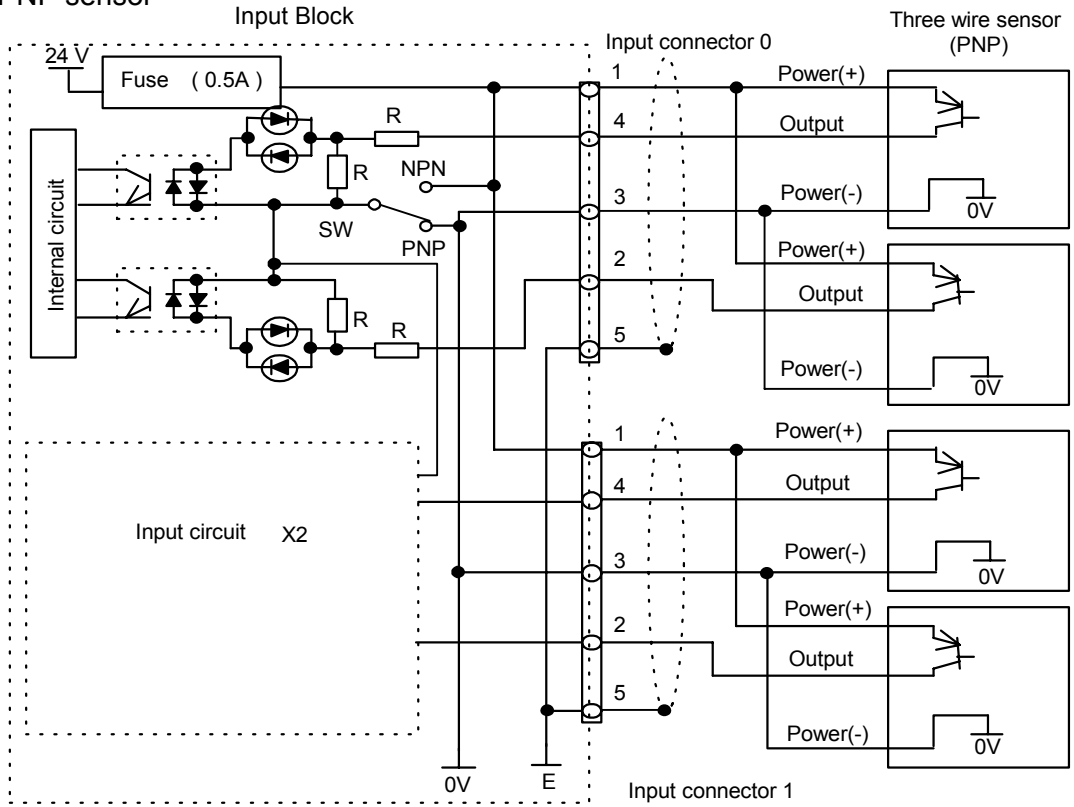 PNP sensor
Input Block
Three wire sensor
(PNP)
24 V
Fuse ( 0.5A )
Input connector 0
1
Power(+)
R
4
Output
Internal circuit
R
NPN
SW
PNP
3
Power(-)
0V
2
Power(+)
Output
R
R
5
Power(-)
0V
1
Power(+)
4
Output
Input circuit X2
3
Power(-)
0V
Power(+)
2
Output
5
Power(-)
0V
0V
E
Input connector 1